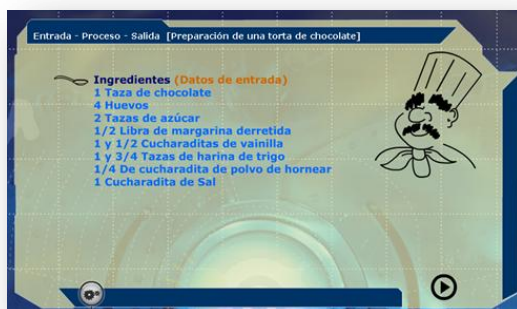 Entrada - Proceso - Salida [Preparación de una torta de chocolate]
Ingredientes (Datos de entrada)
1 Taza de chocolate
4 Huevos
2 Tazas de azúcar
1/2 Libra de margarina derretida
1 y 1/2 Cucharaditas de vainilla
1 y 3/4 Tazas de harina de trigo
1/4 De cucharadita de polvo de hornear
1 Cucharadita de Sal